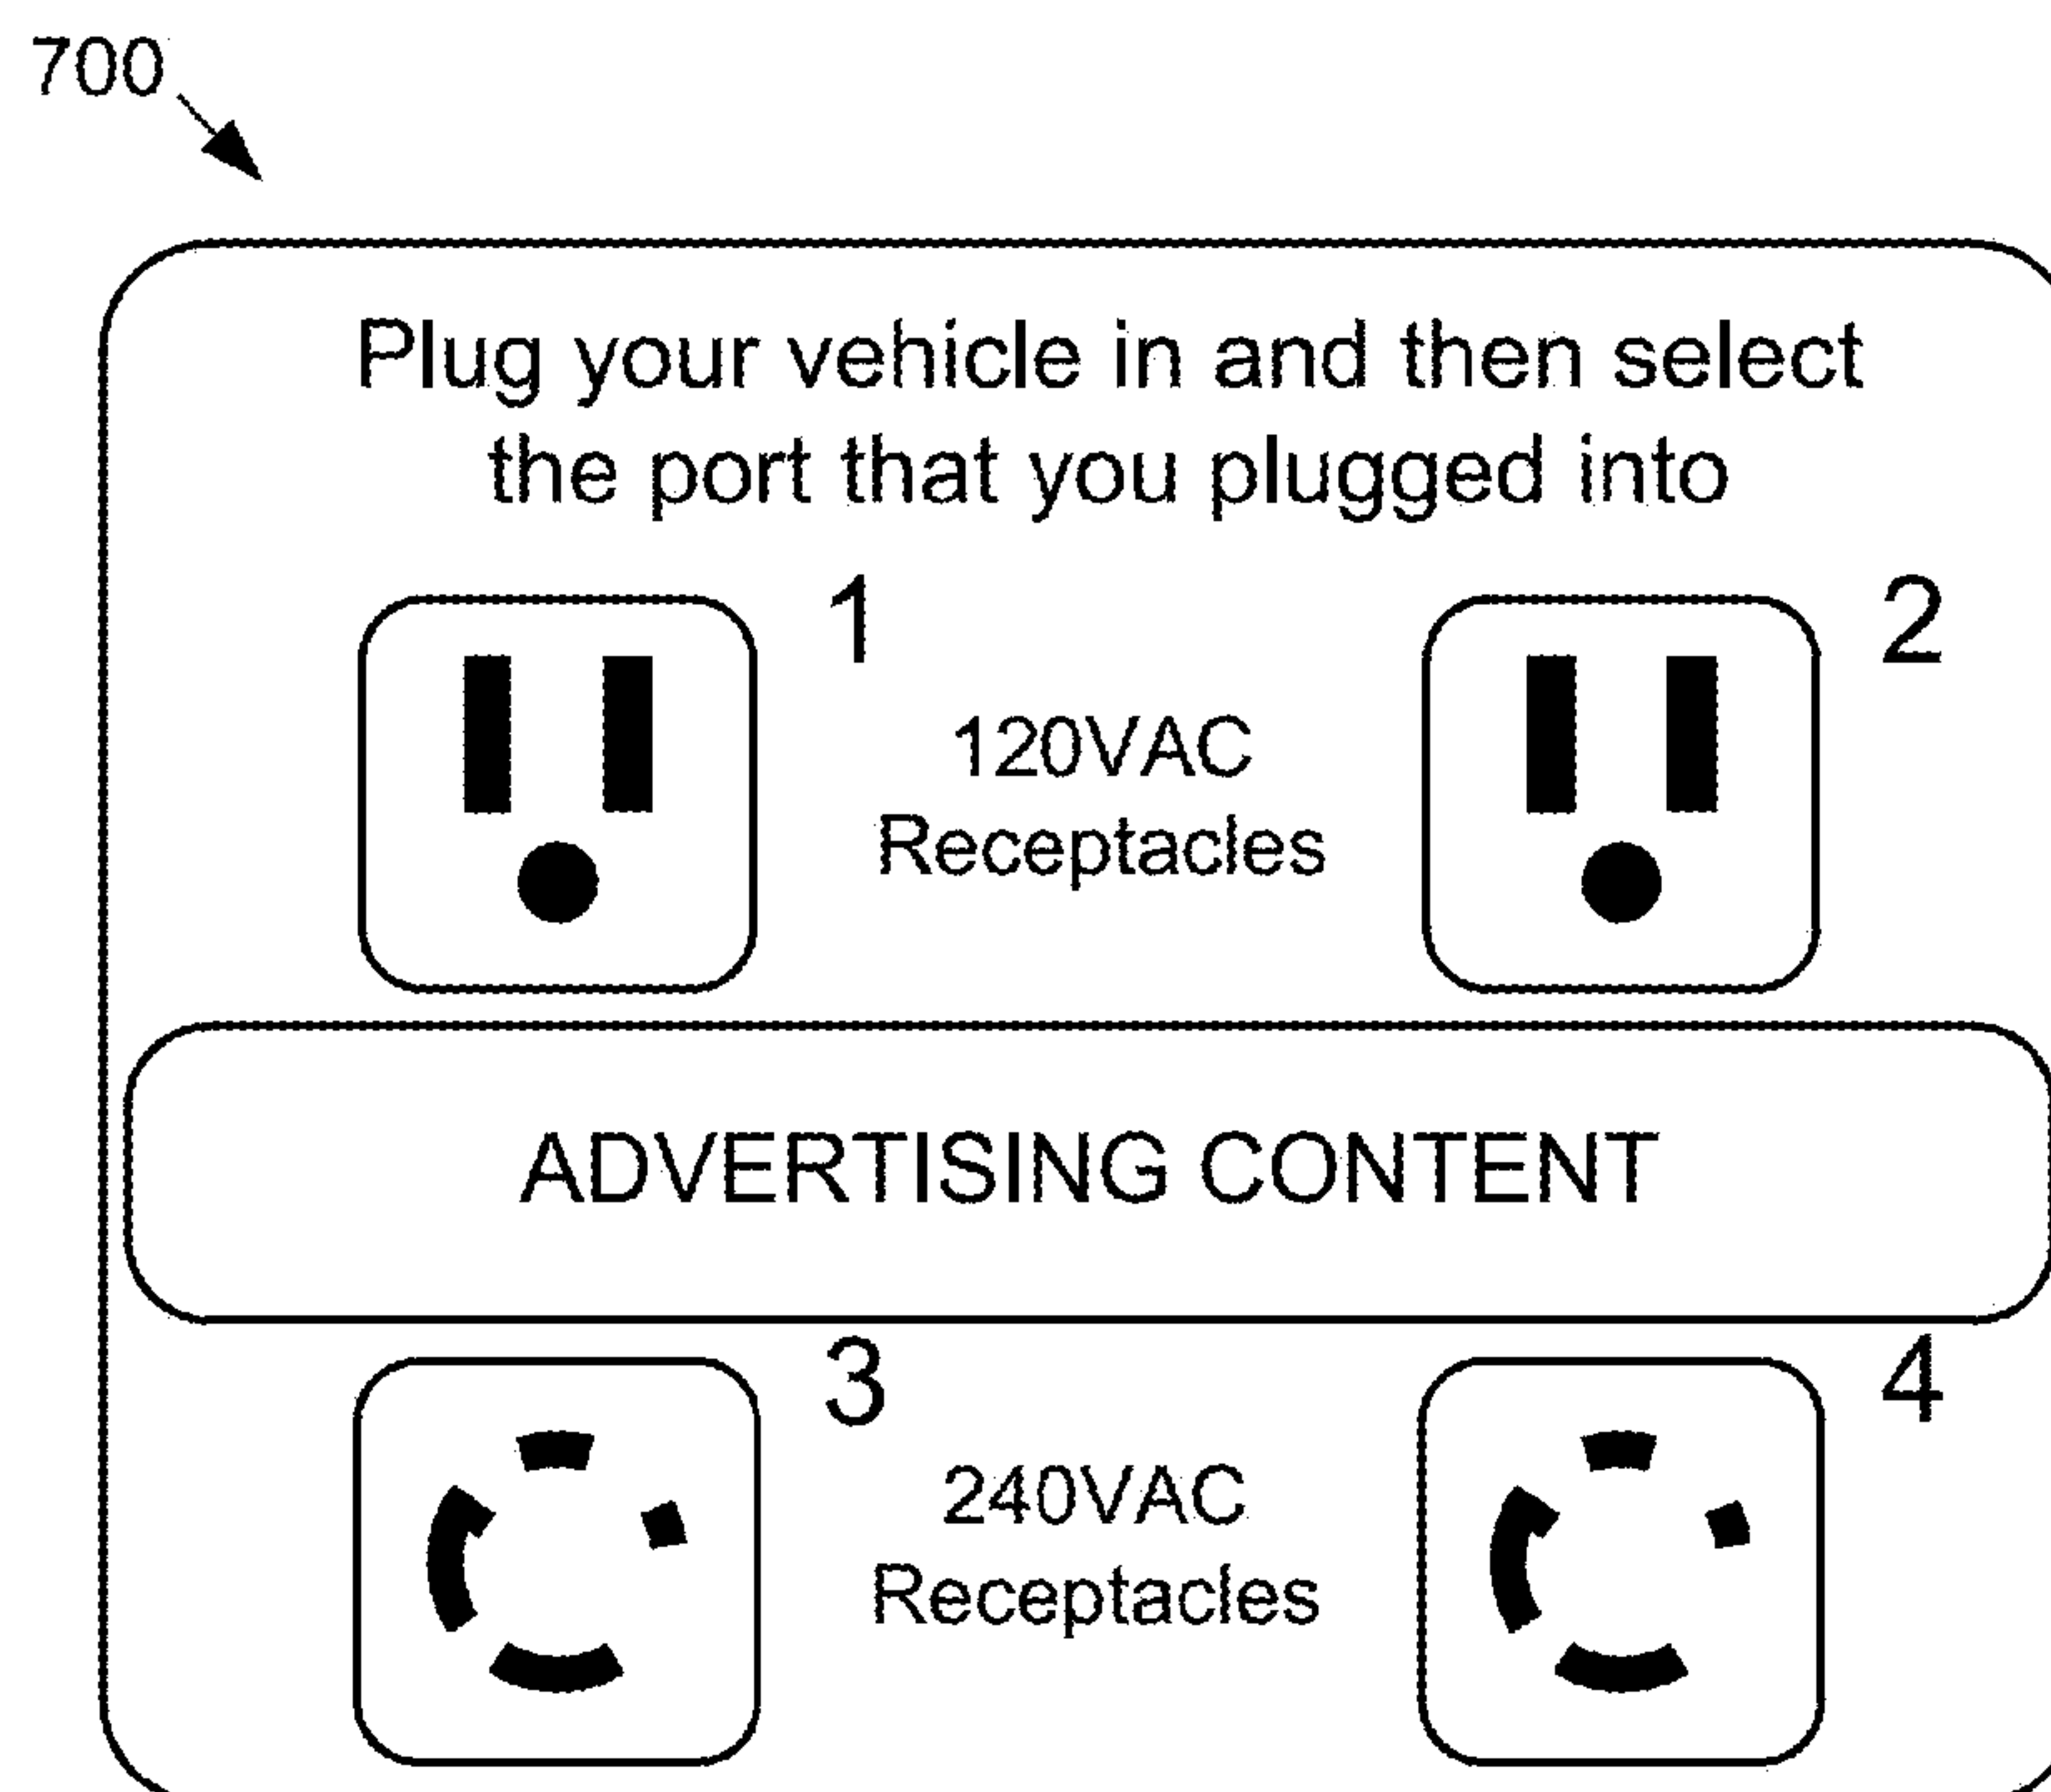 700
Plug your vehicle in and then select
the port that you plugged into
1
2
120VAC
Receptacles
ADVERTISING CONTENT
3
4
240VAC
Receptacles